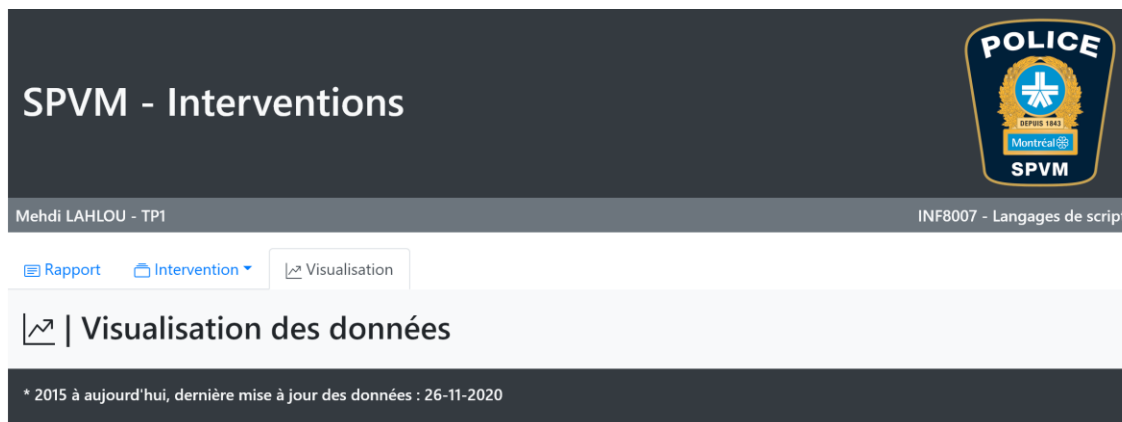 SPVM - Interventions
POLICE
DEPUIS 1843
Montréal
SPVM
Mehdi LAHLOU - TP1
INF8007 - Langages de script
Rapport
Intervention
Visualisation
| Visualisation des données
* 2015 à aujourd'hui, dernière mise à jour des données : 26-11-2020